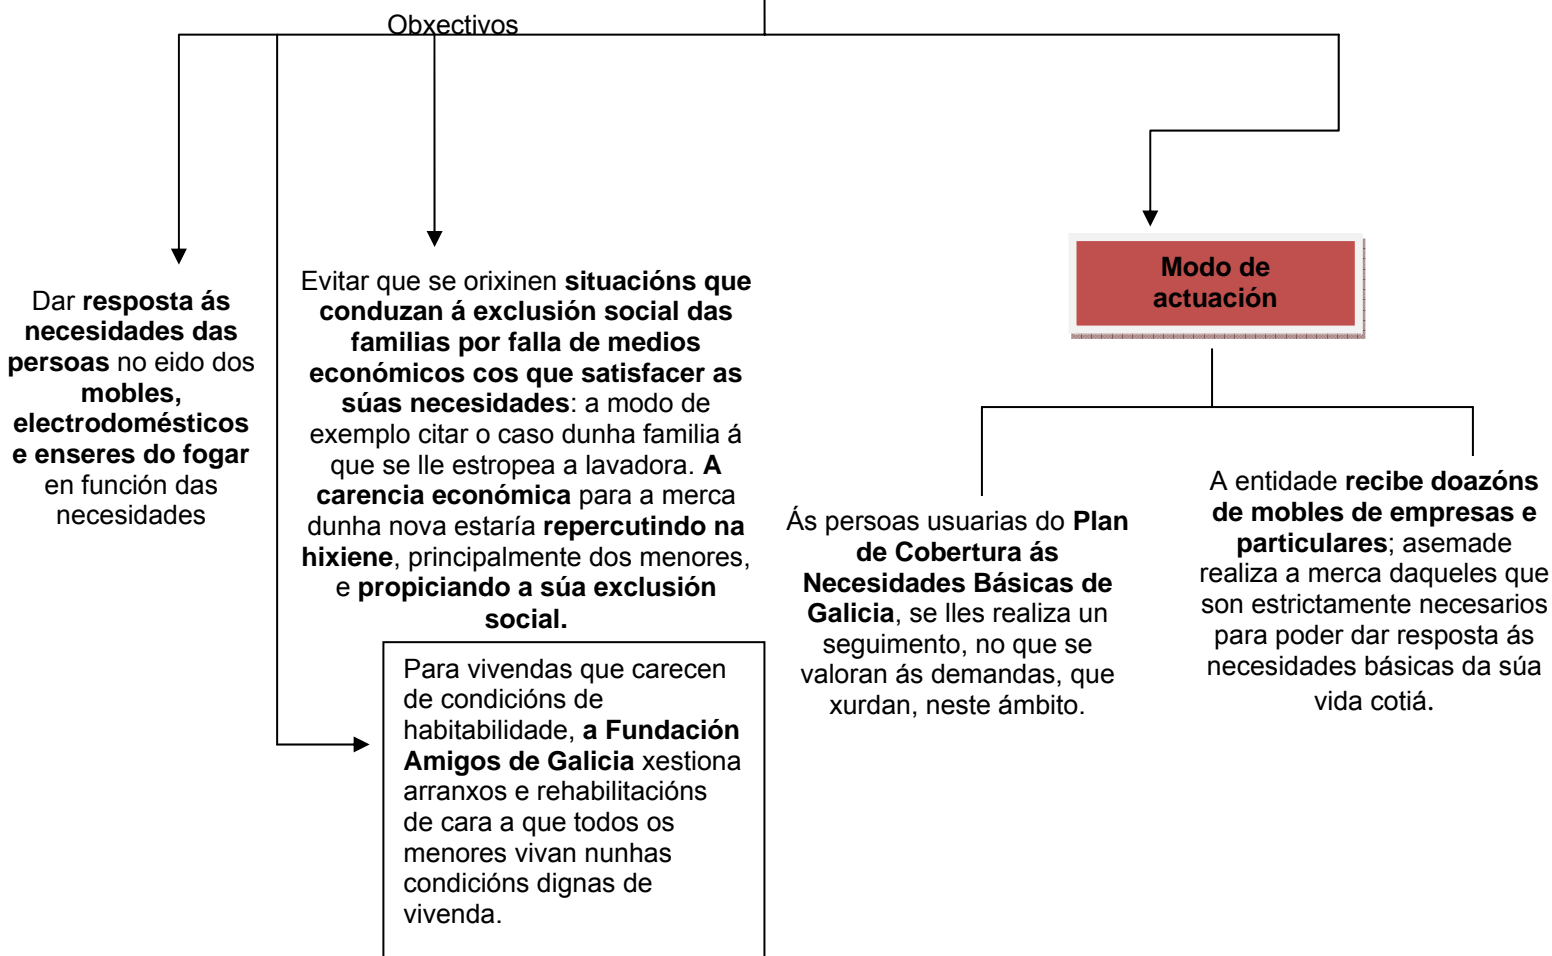 Obxectivos
Dar resposta ás
necesidades das
persoas no eido dos
mobles,
electrodomésticos
e enseres do fogar
en función das
necesidades
Evitar que se orixinen situacións que
conduzan á exclusión social das
familias por falla de medios
económicos cos que satisfacer as
súas necesidades: a modo de
exemplo citar o caso dunha familia á
que se lle estropea a lavadora. A
carencia económica para a merca
dunha nova estaría repercutindo na
hixiene, principalmente dos menores,
e propiciando a súa exclusión
social.
Para vivendas que carecen
de condicións de
habitabilidade, a Fundación
Amigos de Galicia xestiona
arranxos e rehabilitacións
de cara a que todos os
menores vivan nunhas
condicións dignas de
vivenda.
Modo de
actuación
Ás persoas usuarias do Plan
de Cobertura ás
Necesidades Básicas de
Galicia, se lles realiza un
seguimento, no que se
valoran ás demandas, que
xurdan, neste ámbito.
A entidade recibe doazóns
de mobles de empresas e
particulares; asemade
realiza a merca daqueles que
son estrictamente necesarios
para poder dar resposta ás
necesidades básicas da súa
vida cotiá.